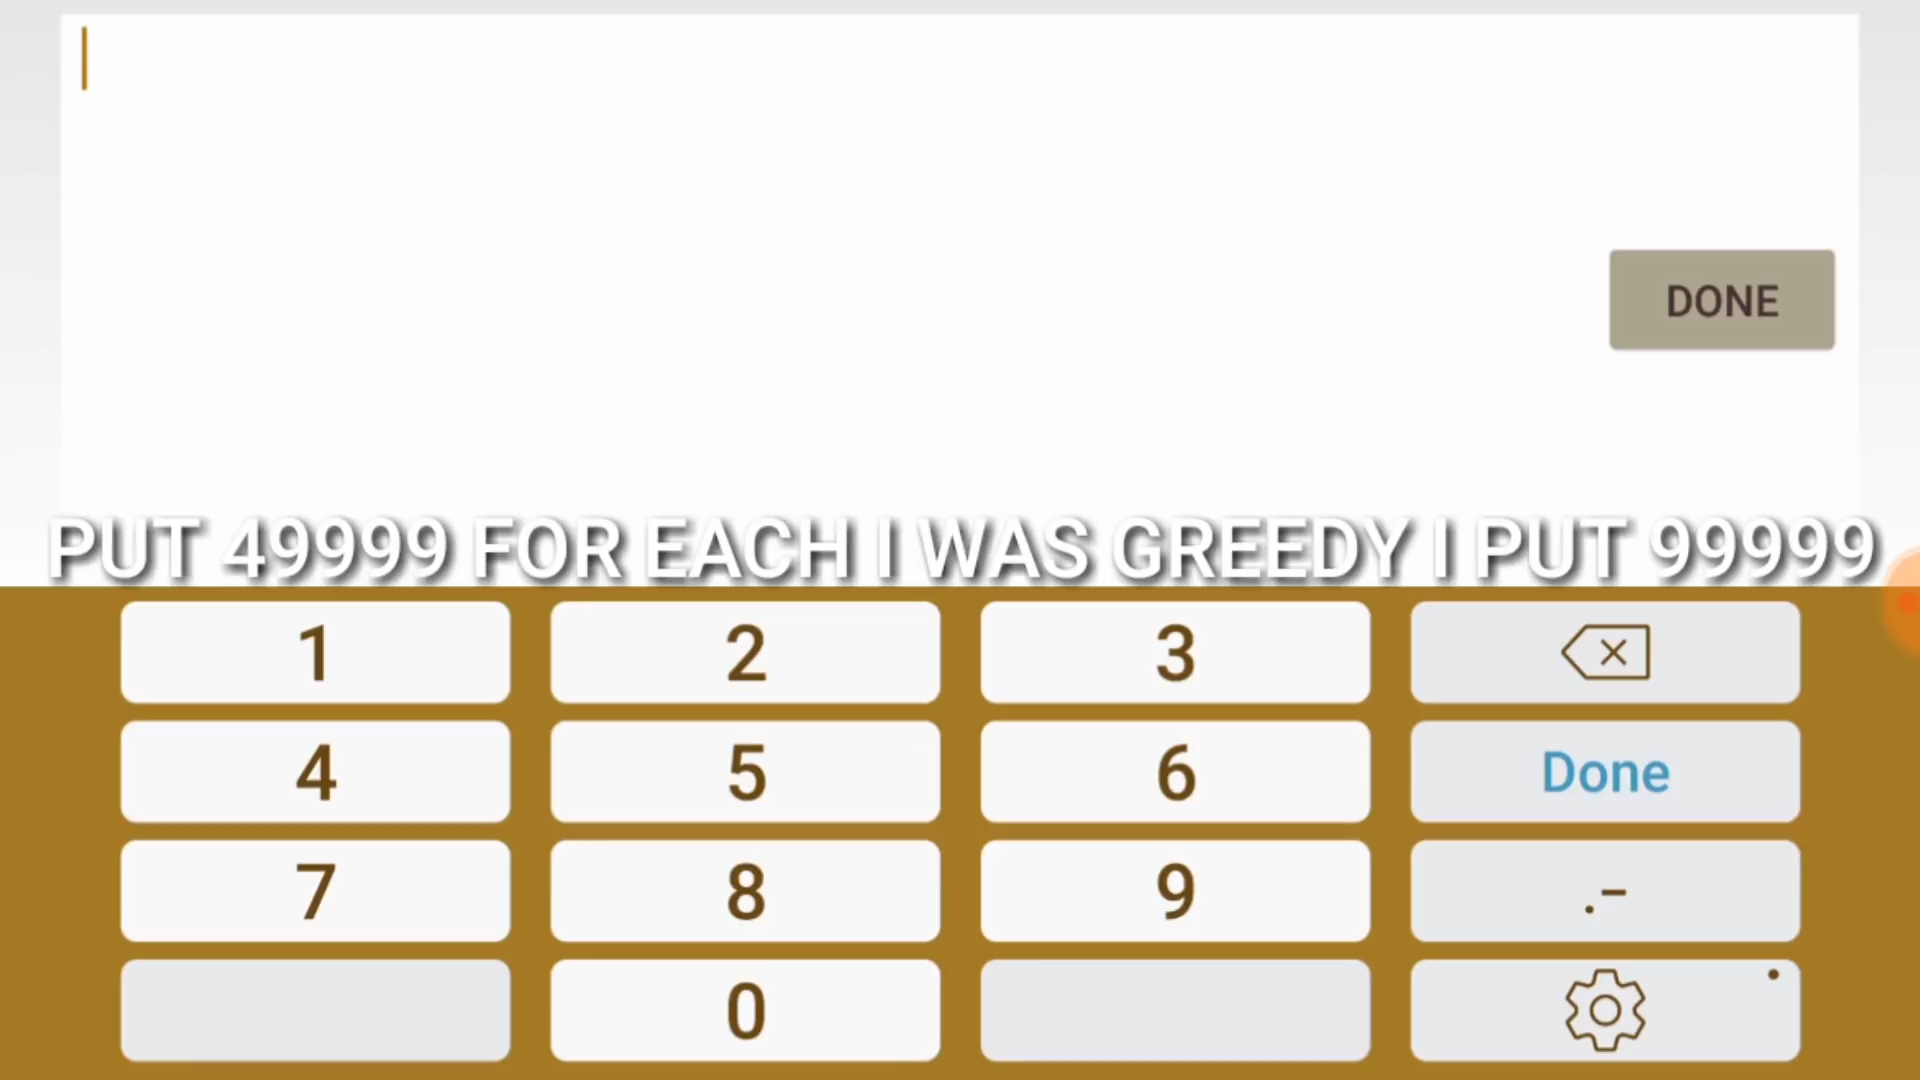 DONE
PUT 49999 FOR EACH I WAS GREEDY I PUT 99999
1 2 3
4 5 6 Done
7 8 9 .-
0